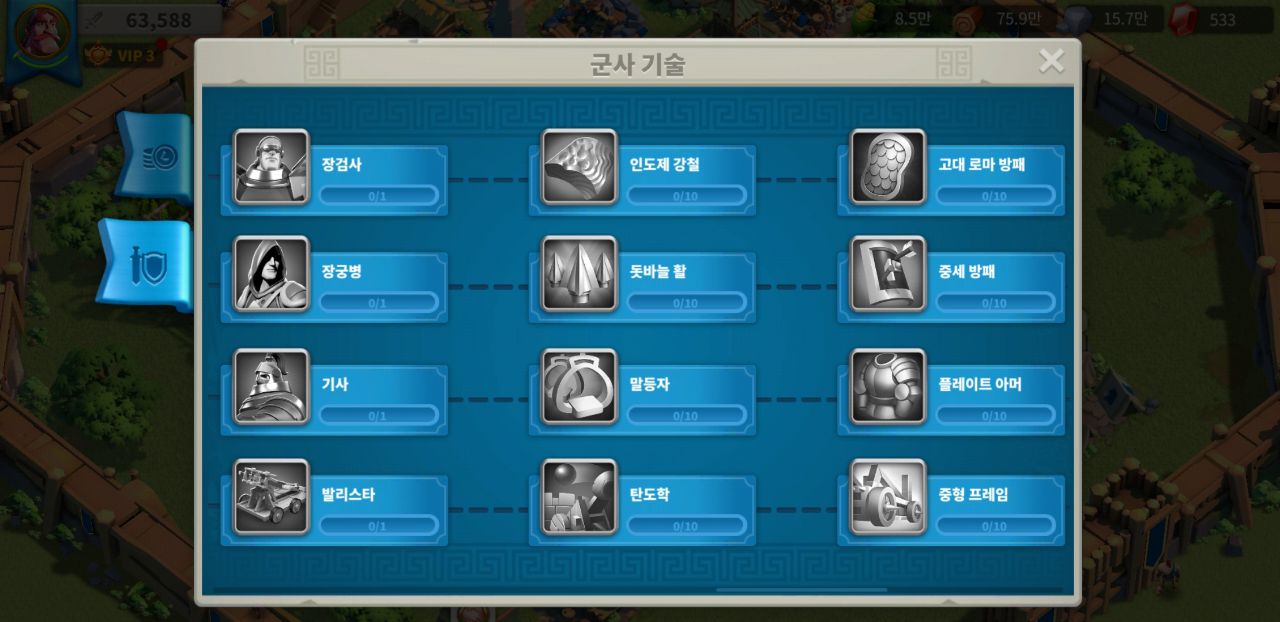 63,588
8.5만
75.9만
15.7만
533
VIP 3
군사 기술
장검사
0/1
인도제 강철
0/10
고대 로마 방패
0/10
장궁병
0/1
돗바늘 활
0/10
중세 방패
0/10
기사
0/1
말등자
0/10
플레이트 아머
0/10
발리스타
0/1
탄도학
0/10
중형 프레임
0/10